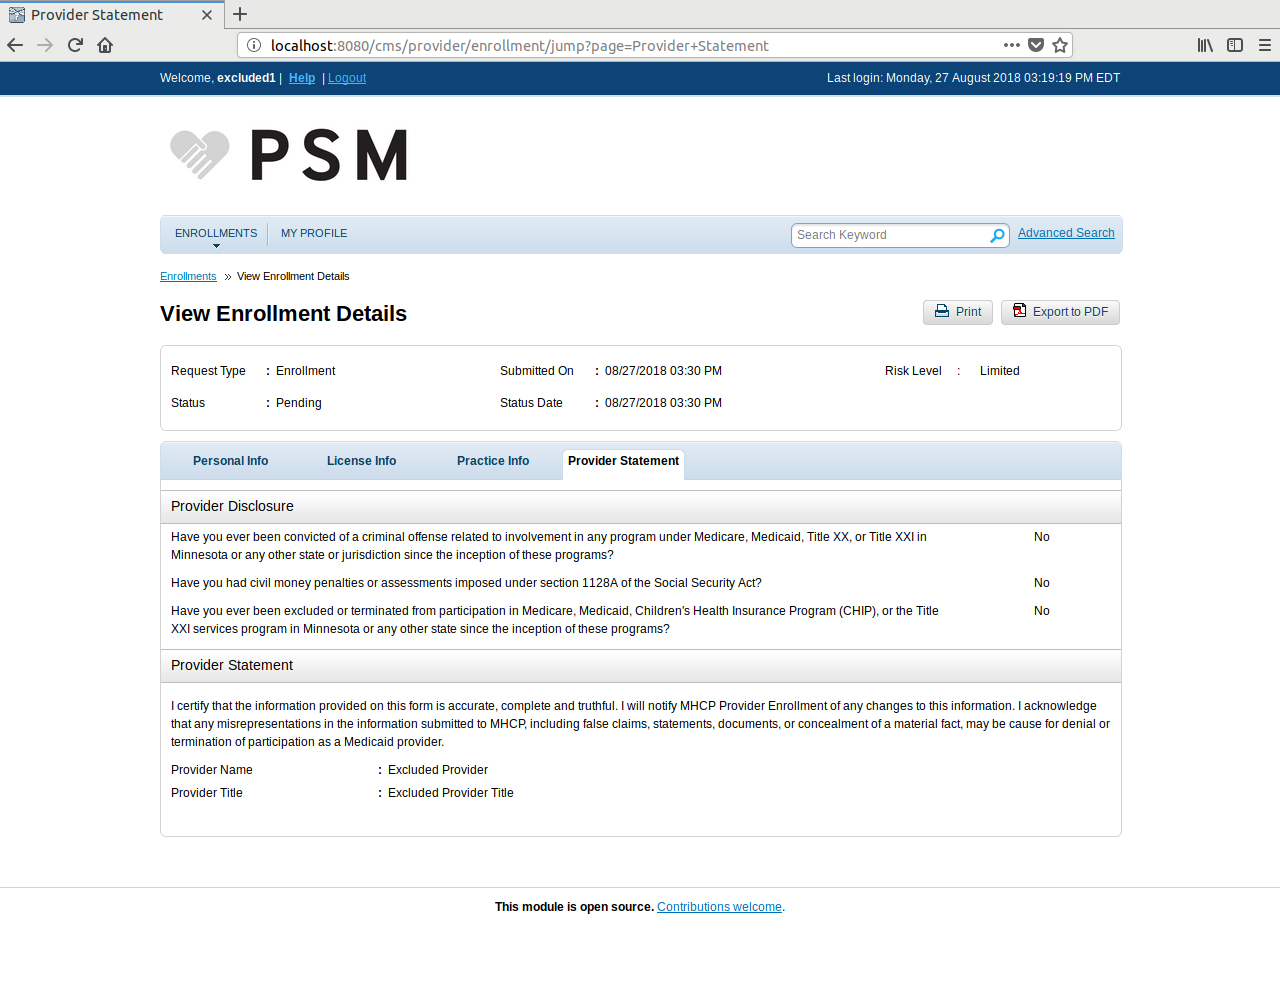 Provider Statement
localhost:8080/cms/provider/enrollment/jump?page=Provider+Statement
Welcome, excluded1 | Help | Logout
Last login: Monday, 27 August 2018 03:19:19 PM EDT
PSM
ENROLLMENTS
MY PROFILE
Search Keyword
Advanced Search
Enrollments » View Enrollment Details
View Enrollment Details
Print
Export to PDF
Request Type : Enrollment
Submitted On : 08/27/2018 03:30 PM
Risk Level : Limited
Status : Pending
Status Date : 08/27/2018 03:30 PM
Personal Info
License Info
Practice Info
Provider Statement
Provider Disclosure
Have you ever been convicted of a criminal offense related to involvement in any program under Medicare, Medicaid, Title XX, or Title XXI in
Minnesota or any other state or jurisdiction since the inception of these programs?
No
Have you had civil money penalties or assessments imposed under section 1128A of the Social Security Act?
No
Have you ever been excluded or terminated from participation in Medicare, Medicaid, Children's Health Insurance Program (CHIP), or the Title
XXI services program in Minnesota or any other state since the inception of these programs?
No
Provider Statement
I certify that the information provided on this form is accurate, complete and truthful. I will notify MHCP Provider Enrollment of any changes to this information. I acknowledge
that any misrepresentations in the information submitted to MHCP, including false claims, statements, documents, or concealment of a material fact, may be cause for denial or
termination of participation as a Medicaid provider.
Provider Name : Excluded Provider
Provider Title : Excluded Provider Title
This module is open source. Contributions welcome.